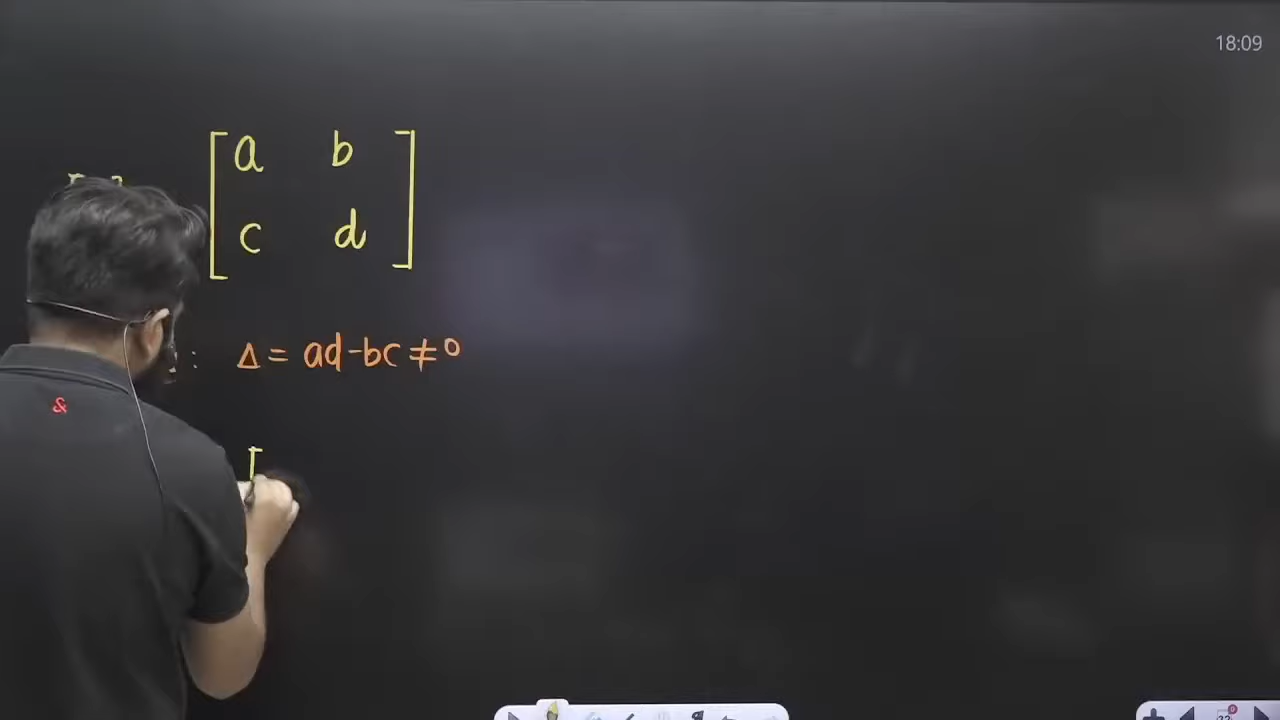 18:09
[a b
c d]
: Δ = ad-bc ≠ 0
[